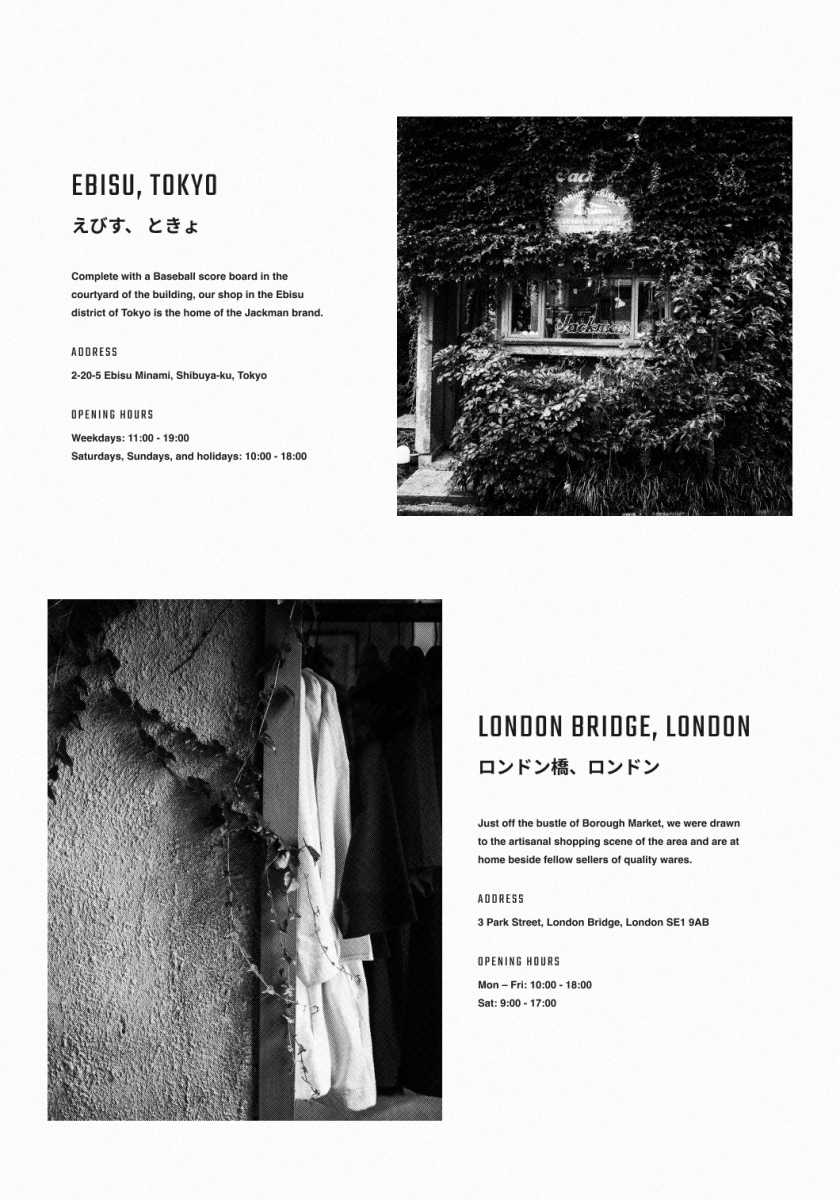 EBISU, TOKYO
えびす、 ときょ
Complete with a Baseball score board in the
courtyard of the building, our shop in the Ebisu
district of Tokyo is the home of the Jackman brand.
ADDRESS
2-20-5 Ebisu Minami, Shibuya-ku, Tokyo
OPENING HOURS
Weekdays: 11:00 - 19:00
Saturdays, Sundays, and holidays: 10:00 - 18:00
Jackman
LONDON BRIDGE, LONDON
ロンドン橋、ロンドン
Just off the bustle of Borough Market, we were drawn
to the artisanal shopping scene of the area and are at
home beside fellow sellers of quality wares.
ADDRESS
3 Park Street, London Bridge, London SE1 9AB
OPENING HOURS
Mon – Fri: 10:00 - 18:00
Sat: 9:00 - 17:00